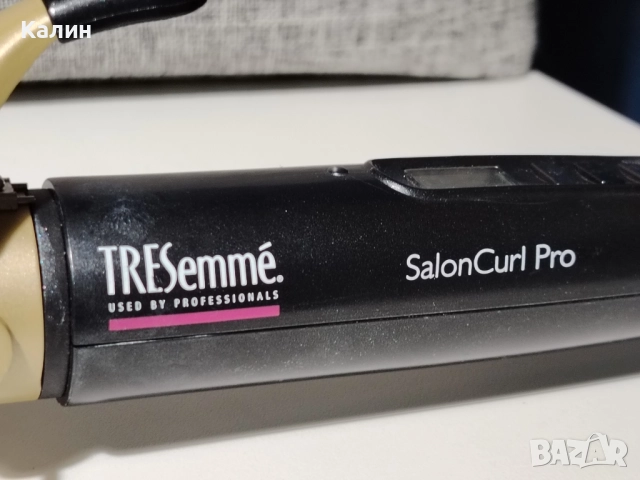 Калин
TRESemmé.
USED BY PROFESSIONALS
SalonCurl Pro
BAZAR